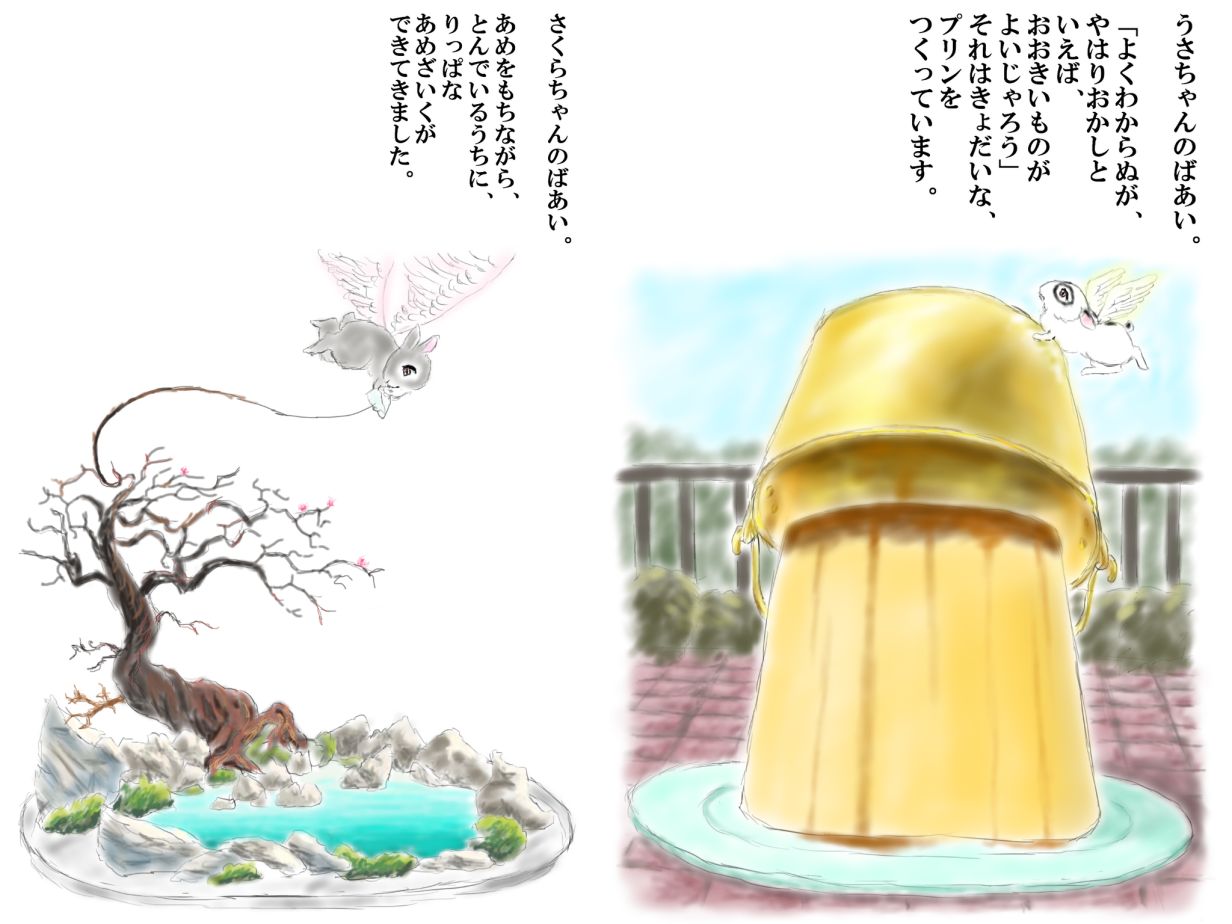 うさちゃんのばあい。
「よくわからぬが、
やはりおかしと
いえば、
おおきいものが
よいじゃろう」
それはきょだいな、
プリンを
つくっています。
さくらちゃんのばあい。
あめをもちながら、
とんでいるうちに、
りっぱな
あめざいくが
できてきました。